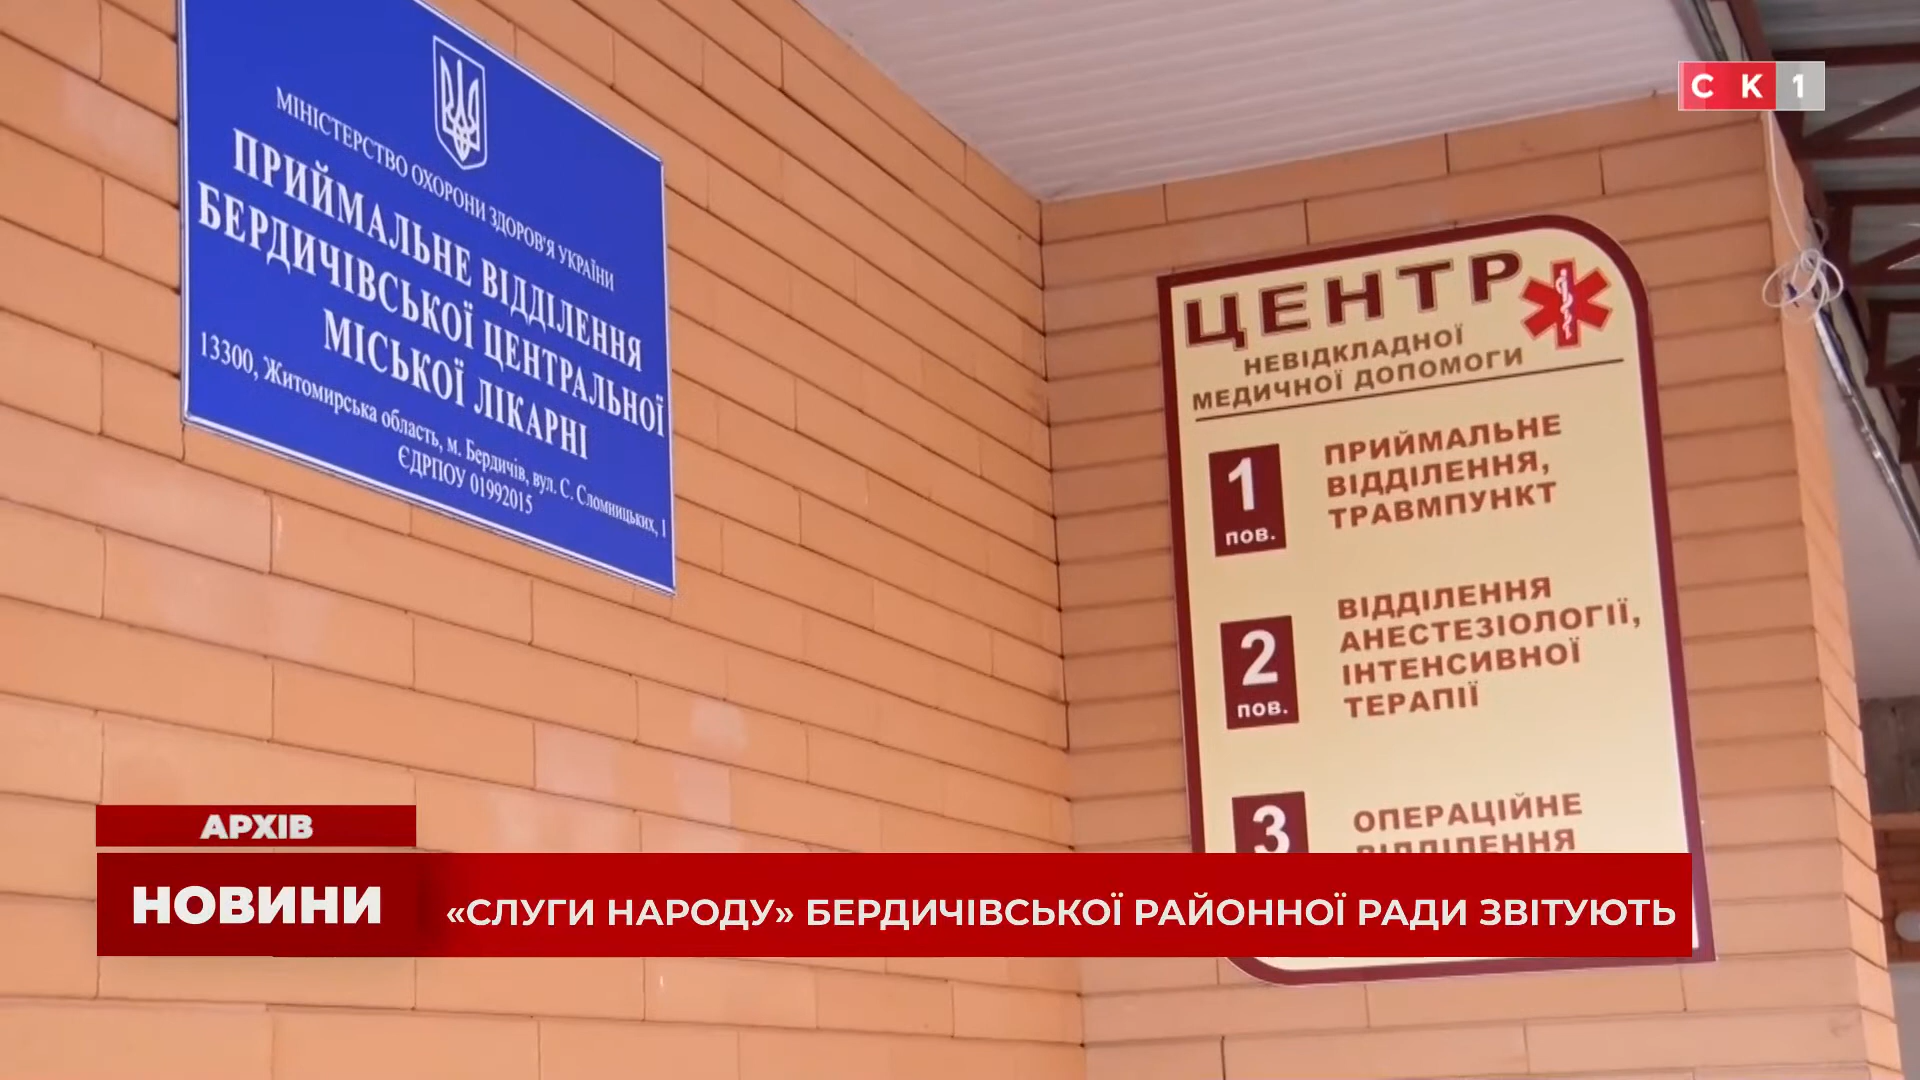 МІНІСТЕРСТВО ОХОРОНИ ЗДОРОВ'Я УКРАЇНИ
ПРИЙМАЛЬНЕ ВІДДІЛЕННЯ
БЕРДИЧІВСЬКОЇ ЦЕНТРАЛЬНОЇ
МІСЬКОЇ ЛІКАРНІ
13300, Житомирська область, м. Бердичів, вул. С. Сломницьких, 1
ЄДРПОУ 01992015
СК1
ЦЕНТР
НЕВІДКЛАДНОЇ
МЕДИЧНОЇ ДОПОМОГИ
1
ПОВ.
ПРИЙМАЛЬНЕ
ВІДДІЛЕННЯ,
ТРАВМПУНКТ
2
ПОВ.
ВІДДІЛЕННЯ
АНЕСТЕЗІОЛОГІЇ,
ІНТЕНСИВНОЇ
ТЕРАПІЇ
3
ОПЕРАЦІЙНЕ
ВІДДІЛЕННЯ
АРХІВ
НОВИНИ
«СЛУГИ НАРОДУ» БЕРДИЧІВСЬКОЇ РАЙОННОЇ РАДИ ЗВІТУЮТЬ